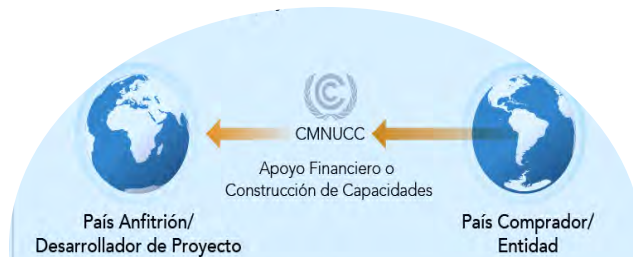 CMNUCC
Apoyo Financiero o
Construcción de Capacidades
País Anfitrión/
Desarrollador de Proyecto
País Comprador/
Entidad